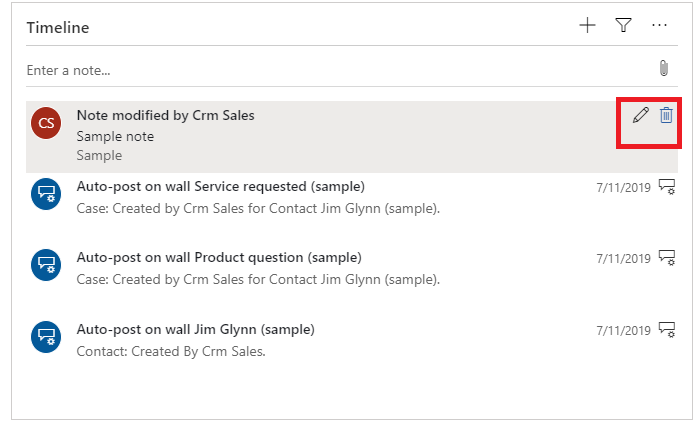 Timeline
Enter a note...
CS
Note modified by Crm Sales
Sample note
Sample
Auto-post on wall Service requested (sample)
7/11/2019
Case: Created by Crm Sales for Contact Jim Glynn (sample).
Auto-post on wall Product question (sample)
7/11/2019
Case: Created by Crm Sales for Contact Jim Glynn (sample).
Auto-post on wall Jim Glynn (sample)
7/11/2019
Contact: Created By Crm Sales.